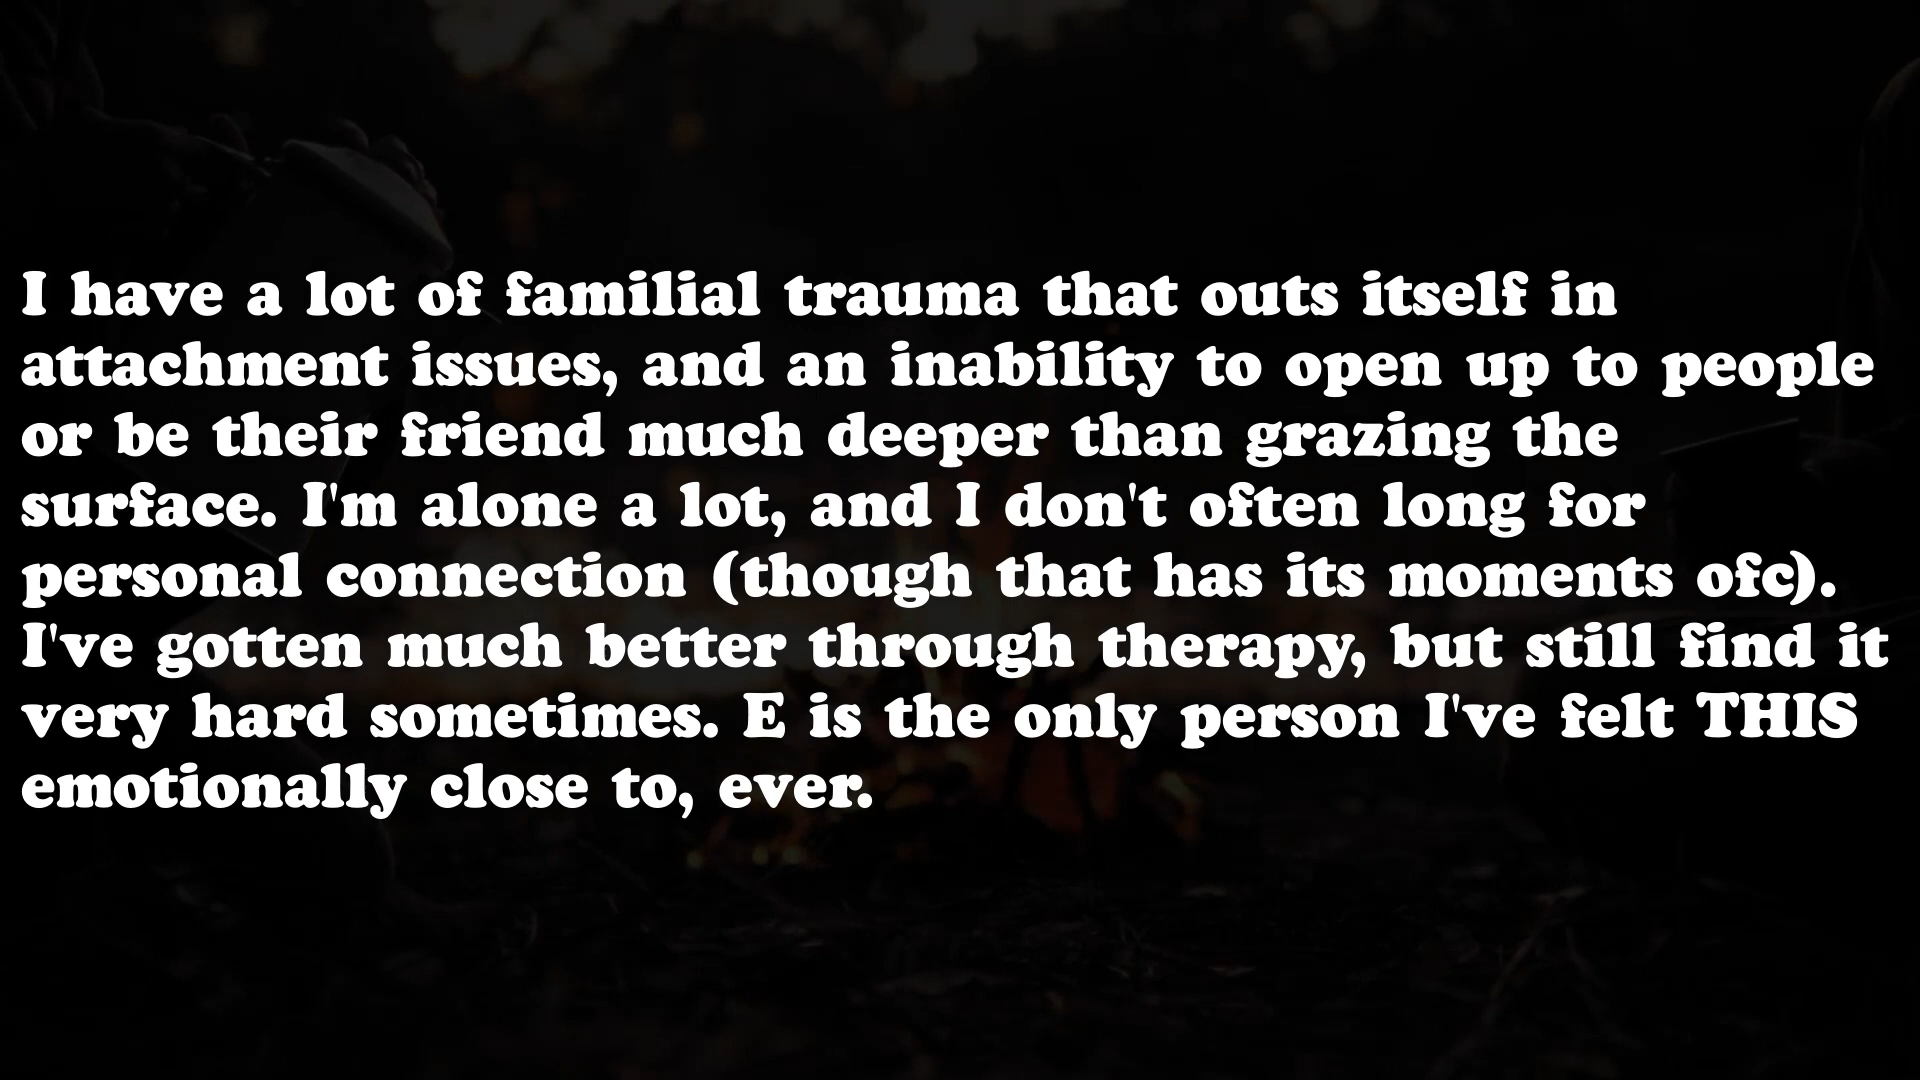 I have a lot of familial trauma that outs itself in
attachment issues, and an inability to open up to people
or be their friend much deeper than grazing the
surface. I'm alone a lot, and I don't often long for
personal connection (though that has its moments ofc).
I've gotten much better through therapy, but still find it
very hard sometimes. E is the only person I've felt THIS
emotionally close to, ever.